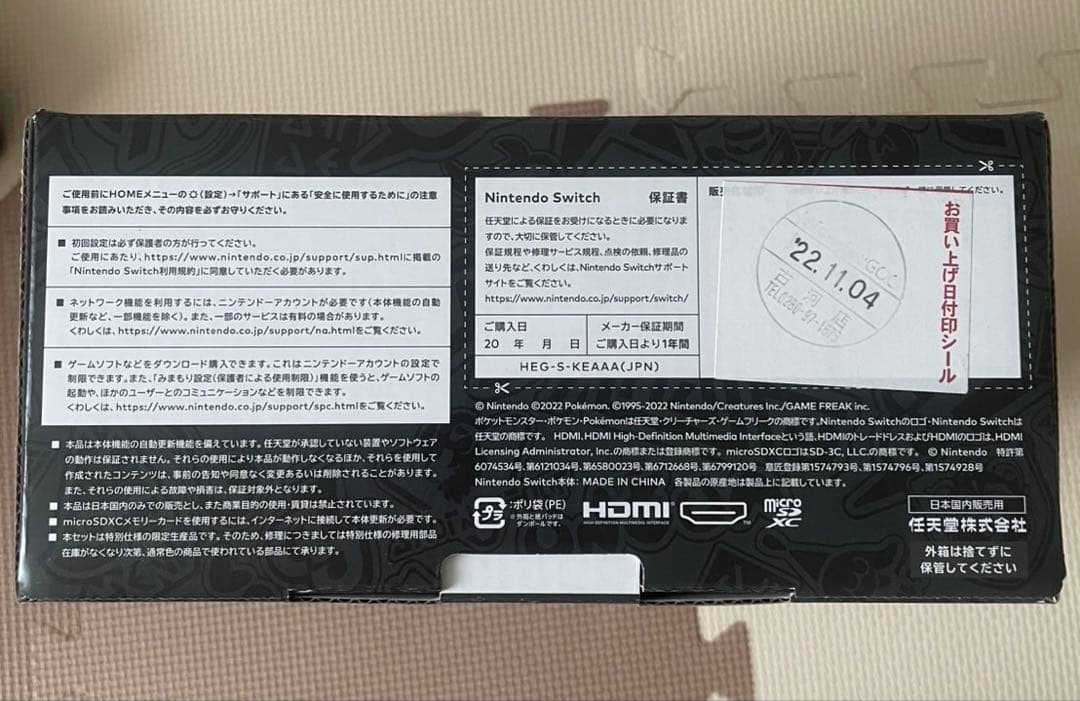 ご使用前にHOMEメニューの(設定)→「サポート」にある「安全に使用するために」の注意
事項をお読みいただき、その内容を必ずお守りください。
■ 初回設定は必ず保護者の方が行ってください。
ご使用にあたり、https://www.nintendo.co.jp/support/sup.htmlに掲載の
「Nintendo Switch利用規約」に同意していただく必要があります。
■ ネットワーク機能を利用するには、ニンテンドーアカウントが必要です(本体機能の自動
更新など、一部機能を除く)。また、一部のサービスは有料の場合があります。
くわしくは、https://www.nintendo.co.jp/support/na.htmlをご覧ください。
■ ゲームソフトなどをダウンロード購入できます。これはニンテンドーアカウントの設定で
制限できます。また、「みまもり設定(保護者による使用制限)」機能を使うと、ゲームソフトの
起動や、ほかのユーザーとのコミュニケーションなどを制限できます。
くわしくは、https://www.nintendo.co.jp/support/spc.htmlをご覧ください。
■ 本品は本体機能の自動更新機能を備えています。任天堂が承認していない装置やソフトウェア
の動作は保証されません。それらの使用により本品が動作しなくなるほか、それらを使用して
作成されたコンテンツは、事前の告知や同意なく変更あるいは削除されることがあります。
また、それらの使用による故障や損害は、保証対象外となります。
■ 本品は日本国内のみでの販売とし、また商業目的の使用・賃貸は禁止されています。
■ microSDXCメモリーカードを使用するには、インターネットに接続して本体更新が必要です。
■ 本セットは特別仕様の限定生産品です。そのため、修理につきましては特別仕様の修理用部品
在庫がなくなり次第、通常色の商品で使われている部品にて承ります。
Nintendo Switch 保証書
任天堂による保証をお受けになるときに必要になりま
すので、大切に保管してください。
保証規程や修理サービス規程、点検の依頼、修理品の
送り先など、くわしくは、Nintendo Switchサポート
サイトをご覧ください。
https://www.nintendo.co.jp/support/switch/
ご購入日 メーカー保証期間
20 年 月 日 ご購入日より1年間
HEG-S-KEAAA(JPN)
ださい。
お買い上げ日付印シール
'22.11.04
© Nintendo ©2022 Pokémon. ©1995-2022 Nintendo/Creatures Inc./GAME FREAK inc.
ポケットモンスター・ポケモン・Pokémonは任天堂・クリーチャーズ・ゲームフリークの商標です。Nintendo Switchのロゴ・Nintendo Switchは
任天堂の商標です。 HDMI、HDMI High-Definition Multimedia Interfaceという語、HDMIのトレードドレスおよびHDMIのロゴは、HDMI
Licensing Administrator, Inc.の商標または登録商標です。 microSDXCロゴはSD-3C, LLC.の商標です。 © Nintendo 特許第
6074534号、第6121034号、第6580023号、第6712668号、第6799120号 意匠登録第1574793号、第1574796号、第1574928号
Nintendo Switch本体: MADE IN CHINA 各製品の原産地は製品上に記載しています。
プラ :ポリ袋(PE)
※外箱と紙パッドは
ダンボールです。
HDMI
HIGH-DEFINITION MULTIMEDIA INTERFACE
TM
micro SD XC
日本国内販売用
任天堂株式会社
外箱は捨てずに
保管してください